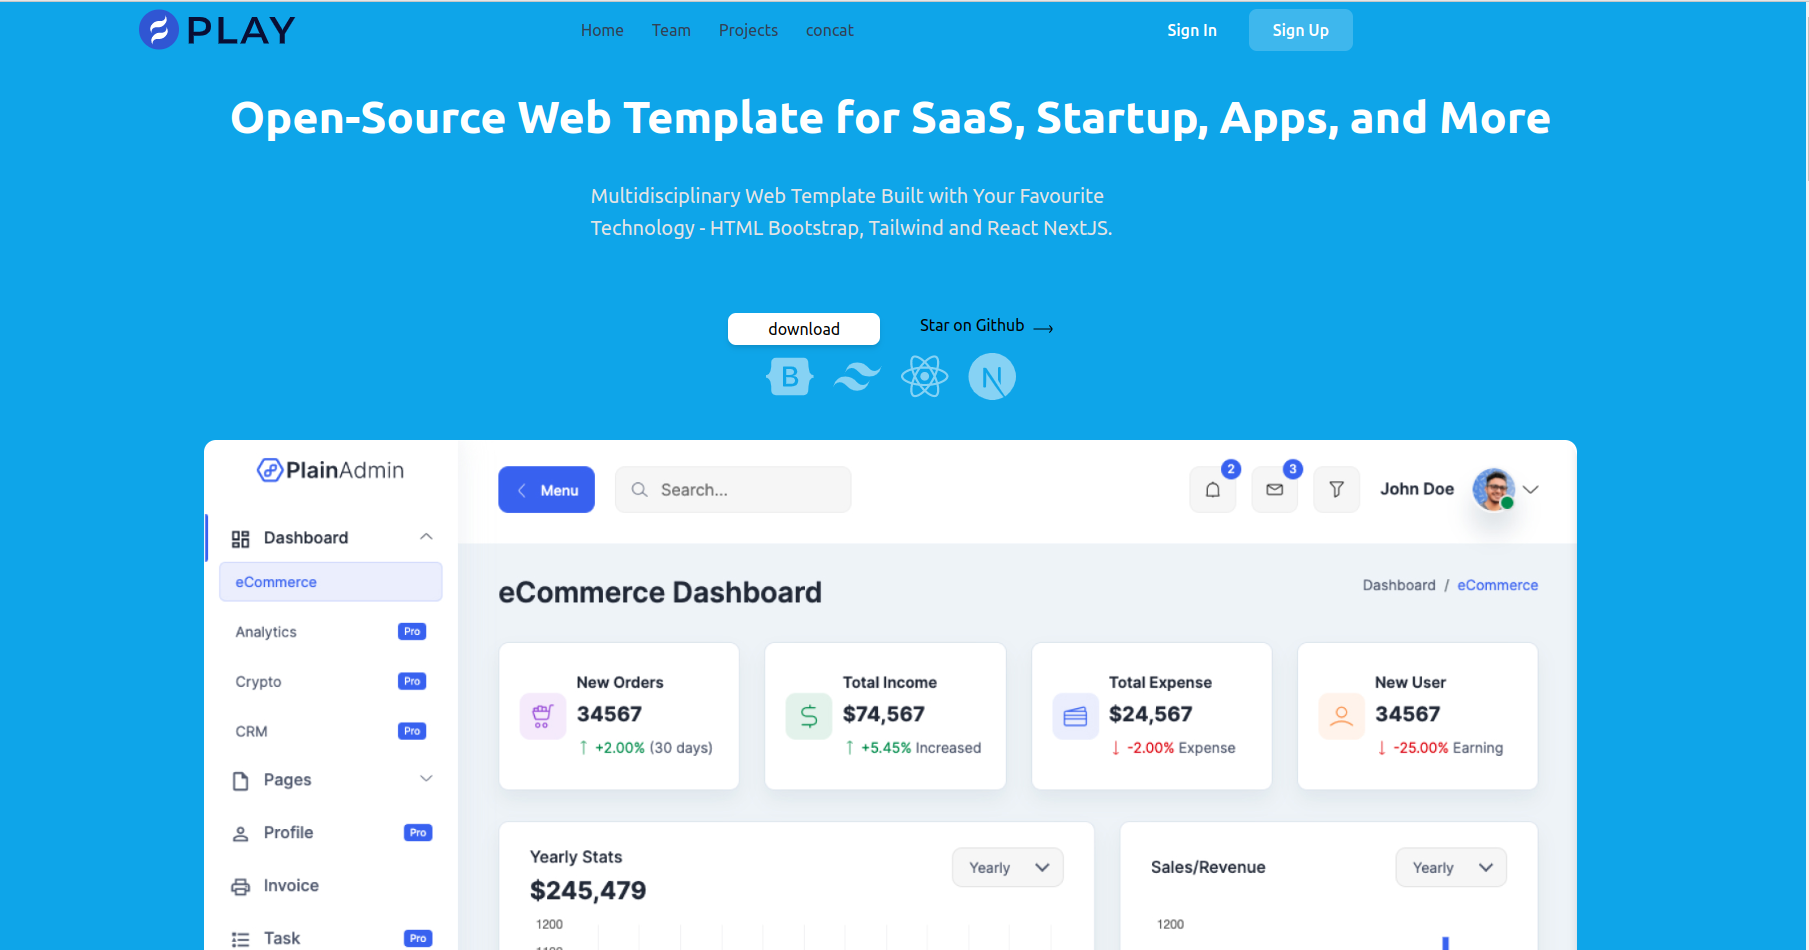 PLAY
Home Team Projects concat
Sign In Sign Up
Open-Source Web Template for SaaS, Startup, Apps, and More
Multidisciplinary Web Template Built with Your Favourite
Technology - HTML Bootstrap, Tailwind and React NextJS.
download Star on Github →
B N
PlainAdmin
Menu Search... 2 3 John Doe
Dashboard
eCommerce
Analytics Pro
Crypto Pro
CRM Pro
Pages
Profile Pro
Invoice
Task Pro
eCommerce Dashboard
Dashboard / eCommerce
New Orders
34567
↑ +2.00% (30 days)
Total Income
$74,567
↑ +5.45% Increased
Total Expense
$24,567
↓ -2.00% Expense
New User
34567
↓ -25.00% Earning
Yearly Stats
$245,479
Yearly
1200
Sales/Revenue
Yearly
1200